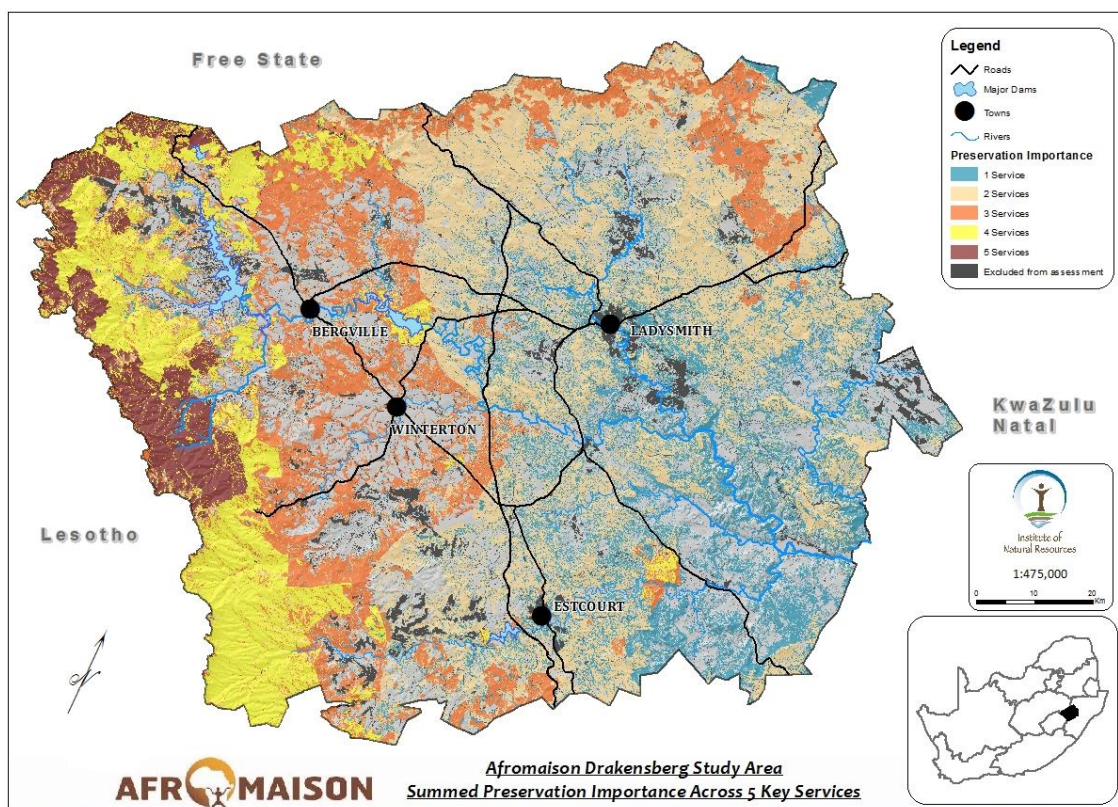 Free State
Legend
Roads
Major Dams
Towns
Rivers
Preservation Importance
1 Service
2 Services
3 Services
4 Services
5 Services
Excluded from assessment
BERGVILLE
LADYSMITH
WINTERTON
KwaZulu
Natal
Lesotho
Institute of
Natural Resources
1:475,000
0 10 20
Km
ESTCOURT
AFROMAISON
Afromaison Drakensberg Study Area
Summed Preservation Importance Across 5 Key Services